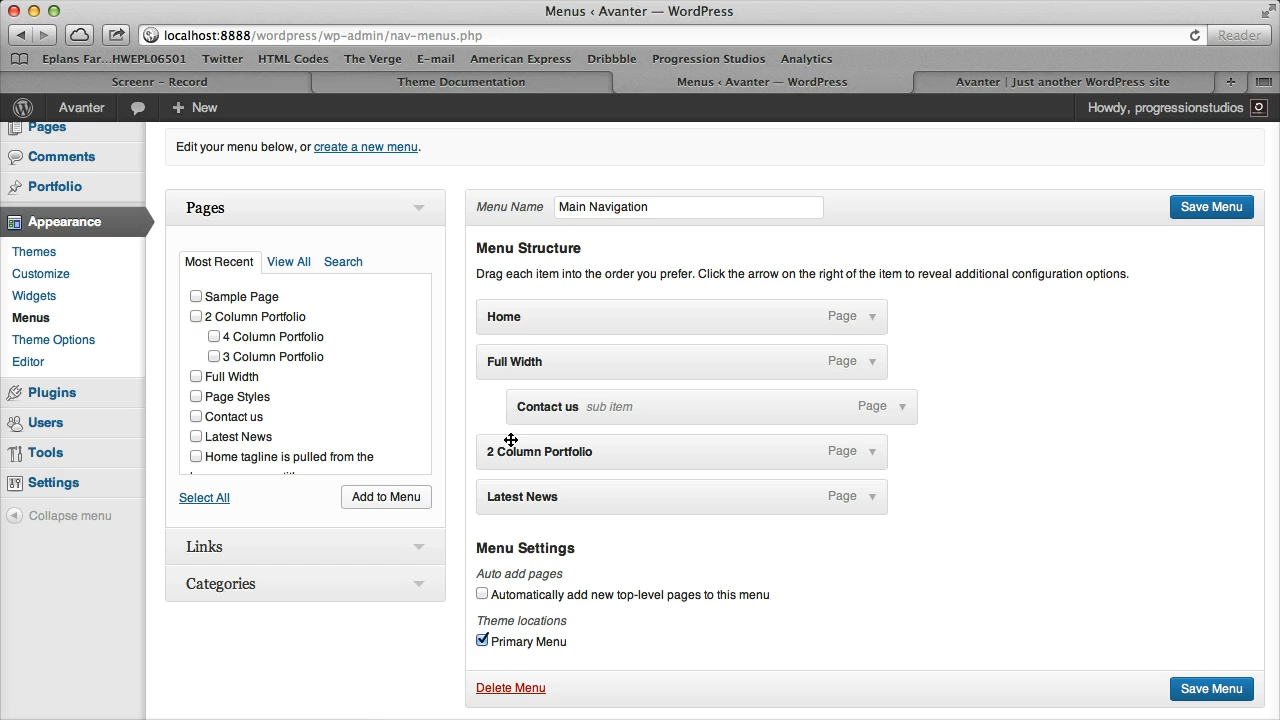 Menus ‹ Avanter — WordPress
localhost:8888/wordpress/wp-admin/nav-menus.php
Reader
Eplans Far...HWEPL06501 Twitter HTML Codes The Verge E-mail American Express Dribbble Progression Studios Analytics
Screenr - Record Theme Documentation Menus ‹ Avanter — WordPress Avanter | Just another WordPress site
Avanter New Howdy, progressionstudios
Pages
Comments
Portfolio
Appearance
Themes
Customize
Widgets
Menus
Theme Options
Editor
Plugins
Users
Tools
Settings
Collapse menu
Edit your menu below, or create a new menu.
Pages
Most Recent View All Search
Sample Page
2 Column Portfolio
4 Column Portfolio
3 Column Portfolio
Full Width
Page Styles
Contact us
Latest News
Home tagline is pulled from the
Select All Add to Menu
Links
Categories
Menu Name Main Navigation Save Menu
Menu Structure
Drag each item into the order you prefer. Click the arrow on the right of the item to reveal additional configuration options.
Home Page
Full Width Page
Contact us sub item Page
2 Column Portfolio Page
Latest News Page
Menu Settings
Auto add pages
Automatically add new top-level pages to this menu
Theme locations
Primary Menu
Delete Menu Save Menu